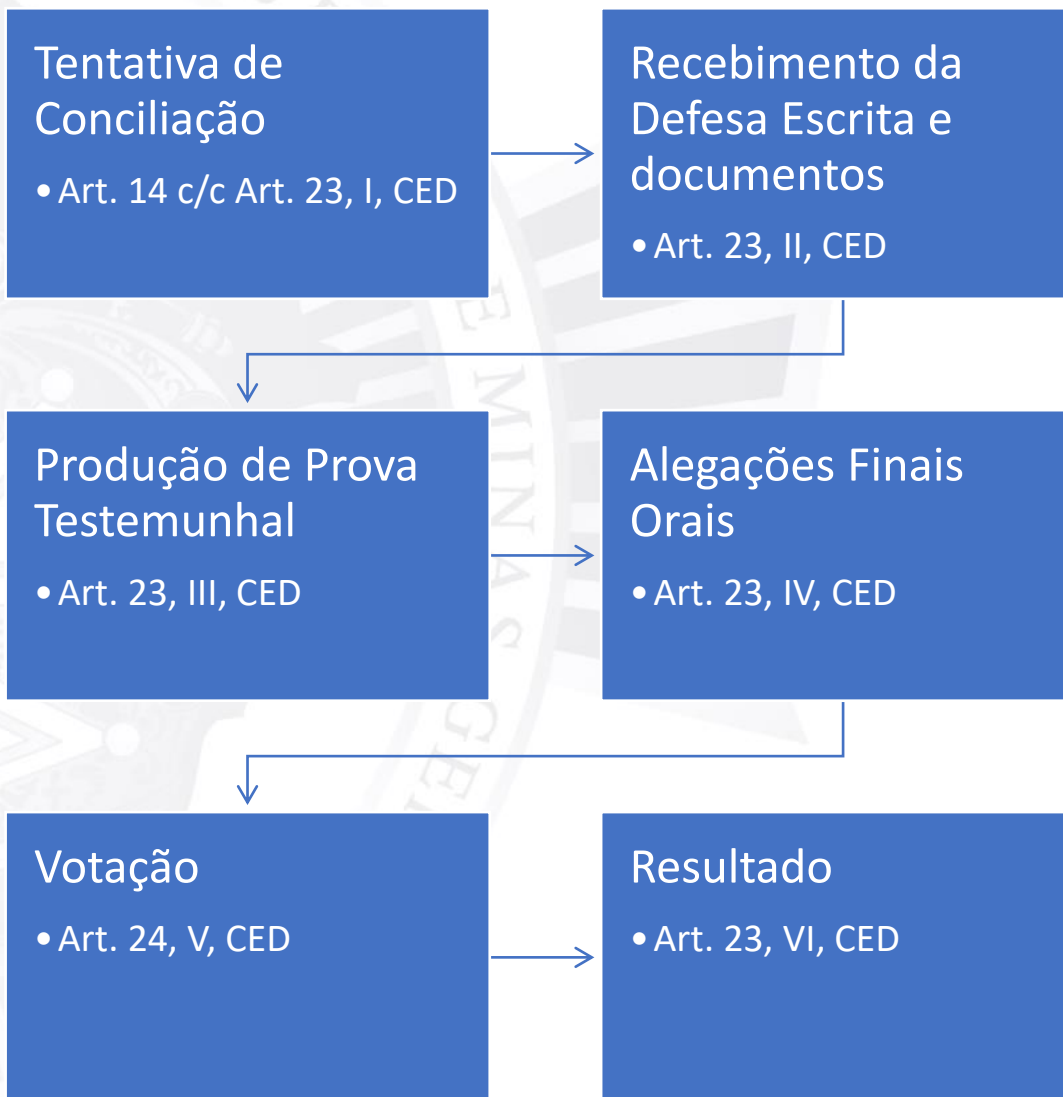 Tentativa de
Conciliação
• Art. 14 c/c Art. 23, I, CED
Recebimento da
Defesa Escrita e
documentos
• Art. 23, II, CED
Produção de Prova
Testemunhal
• Art. 23, III, CED
Alegações Finais
Orais
• Art. 23, IV, CED
Votação
• Art. 24, V, CED
Resultado
• Art. 23, VI, CED
E MINAS GE